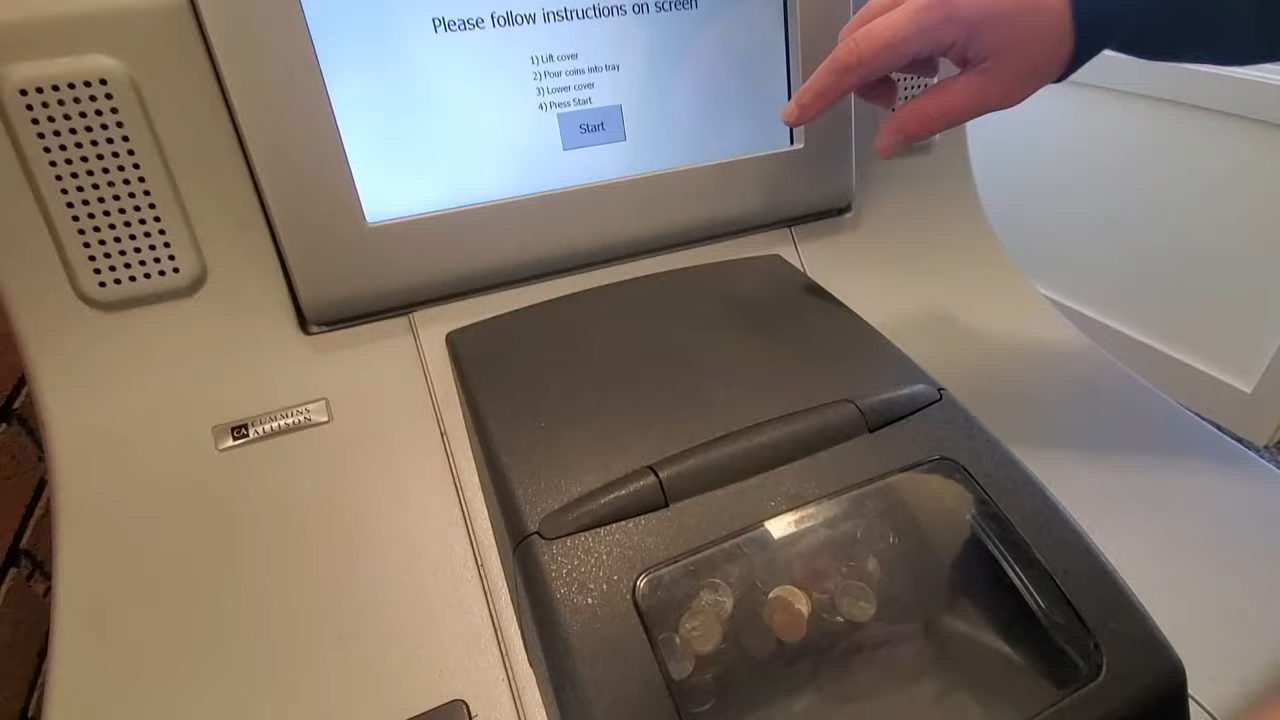 Please follow instructions on screen
1) Lift cover
2) Pour coins into tray
3) Lower cover
4) Press Start
Start
CA CUMMINS
ALLISON